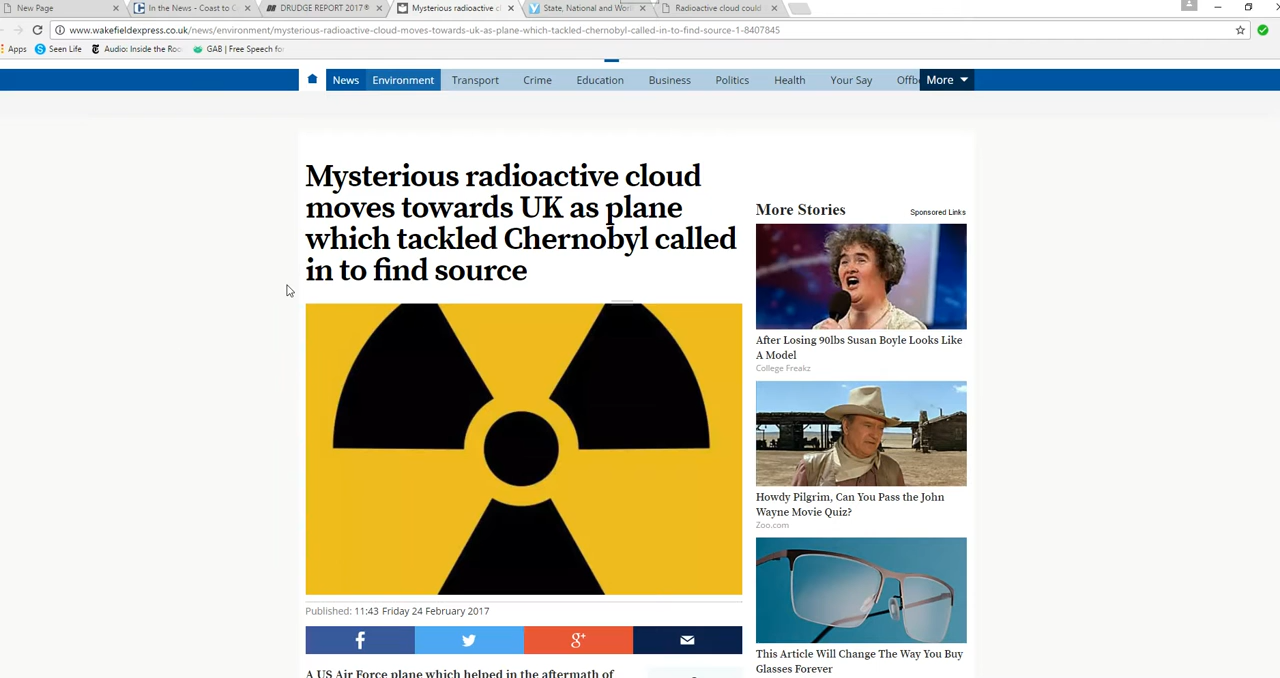 New Page
In the News - Coast to C
DRUDGE REPORT 2017®
Mysterious radioactive cl
State, National and Worl
Radioactive cloud could
www.wakefieldexpress.co.uk/news/environment/mysterious-radioactive-cloud-moves-towards-uk-as-plane-which-tackled-chernobyl-called-in-to-find-source-1-8407845
Apps
Seen Life
Audio: Inside the Roo
GAB | Free Speech fo
News
Environment
Transport
Crime
Education
Business
Politics
Health
Your Say
Offb
More
Mysterious radioactive cloud
moves towards UK as plane
which tackled Chernobyl called
in to find source
Published: 11:43 Friday 24 February 2017
A US Air Force plane which helped in the aftermath of
More Stories
Sponsored Links
After Losing 90lbs Susan Boyle Looks Like
A Model
College Freakz
Howdy Pilgrim, Can You Pass the John
Wayne Movie Quiz?
Zoo.com
This Article Will Change The Way You Buy
Glasses Forever